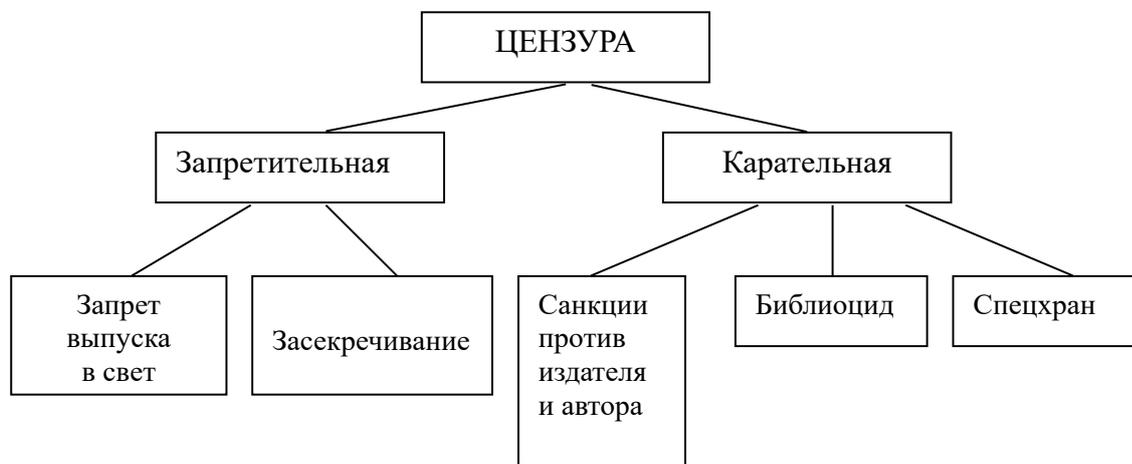 ЦЕНЗУРА
Запретительная
Карательная
Запрет
выпуска
в свет
Засекречивание
Санкции
против
издателя
и автора
Библиоцид
Спецхран